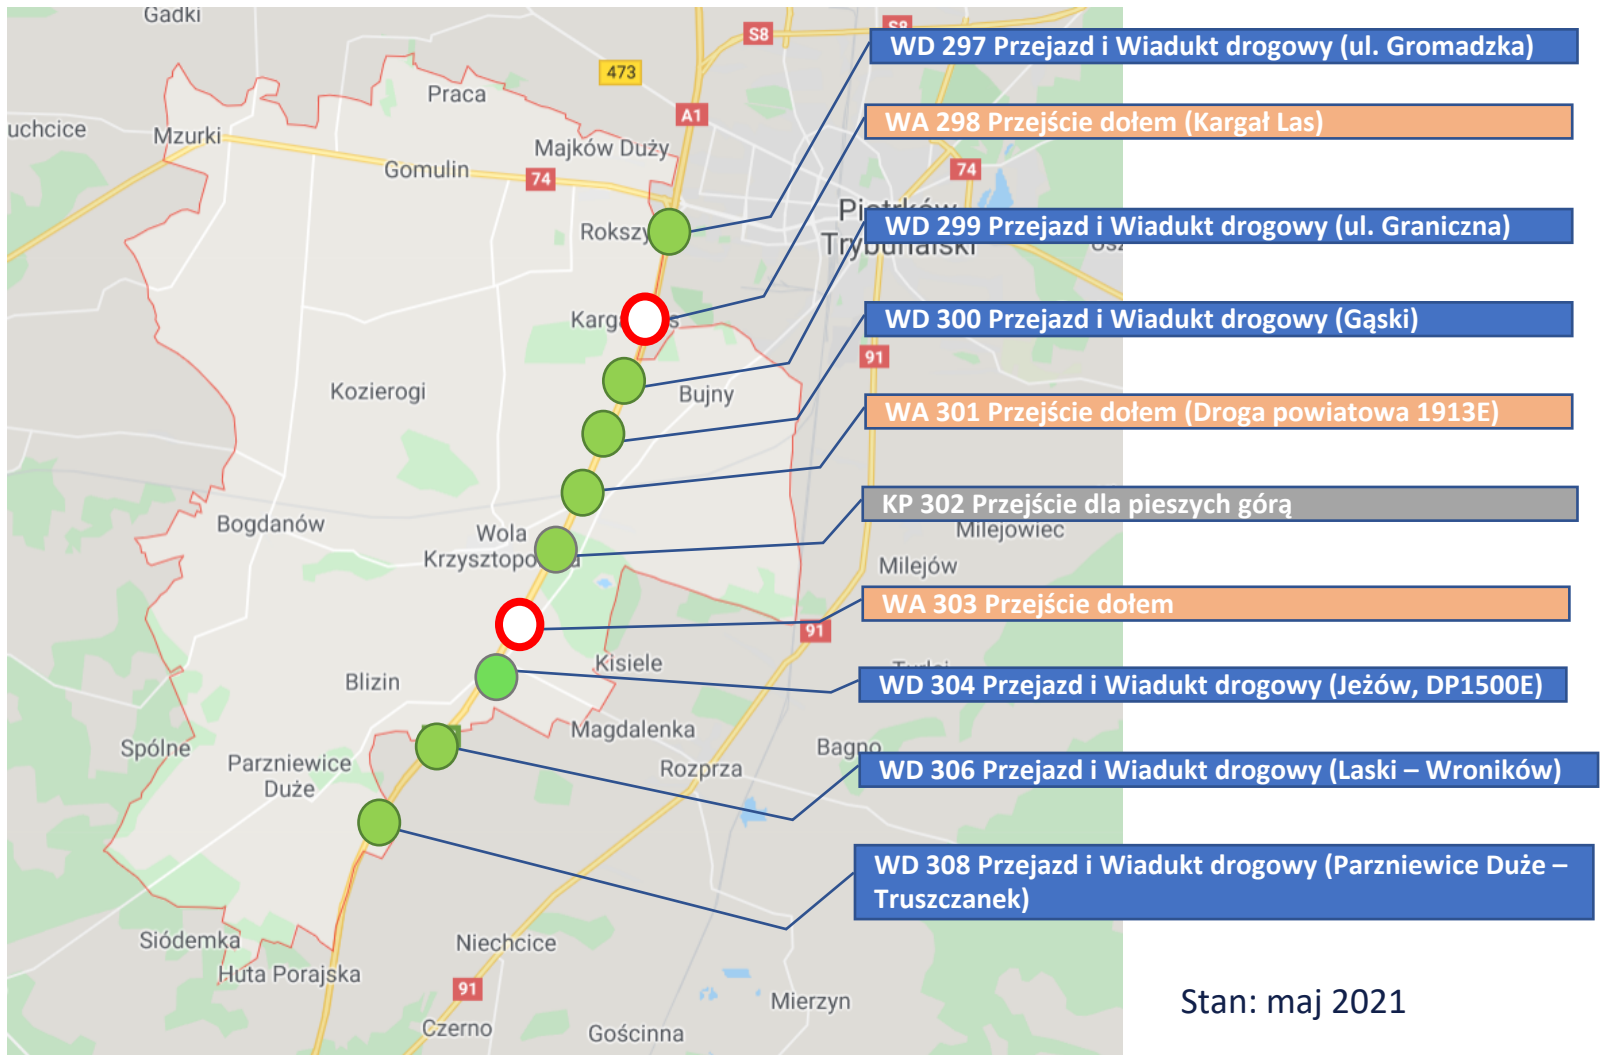 Gadki
S8
S8
WD 297 Przejazd i Wiadukt drogowy (ul. Gromadzka)
473
Praca
A1
uchcice
Mzurki
WA 298 Przejście dołem (Kargał Las)
Majków Duży
Gomulin
74
74
Rokszy
Trybunalski
WD 299 Przejazd i Wiadukt drogowy (ul. Graniczna)
Karga
s
WD 300 Przejazd i Wiadukt drogowy (Gąski)
91
Kozierogi
Bujny
WA 301 Przejście dołem (Droga powiatowa 1913E)
KP 302 Przejście dla pieszych górą
Bogdanów
Wola
Krzysztopo
a
Milejowiec
Milejów
WA 303 Przejście dołem
91
Kisiele
Blizin
WD 304 Przejazd i Wiadukt drogowy (Jeżów, DP1500E)
Magdalenka
Bagno
Spólne
Parzniewice
Duże
Rozprza
WD 306 Przejazd i Wiadukt drogowy (Laski – Wroników)
WD 308 Przejazd i Wiadukt drogowy (Parzniewice Duże –
Truszczanek)
Siódemka
Niechcice
Huta Porajska
91
Mierzyn
Stan: maj 2021
Czerno
Gościnna